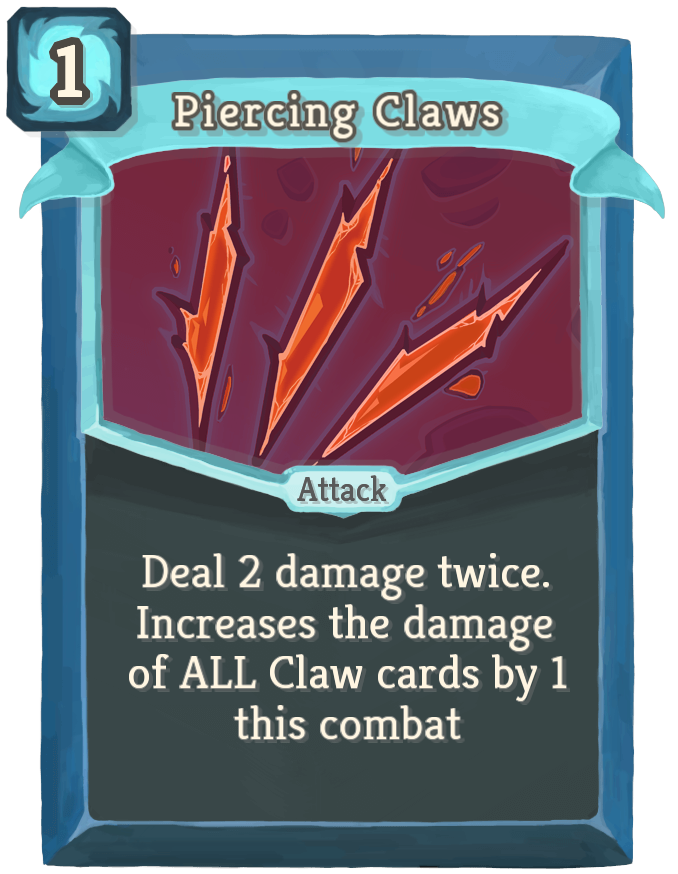 1
Piercing Claws
Attack
Deal 2 damage twice.
Increases the damage
of ALL Claw cards by 1
this combat